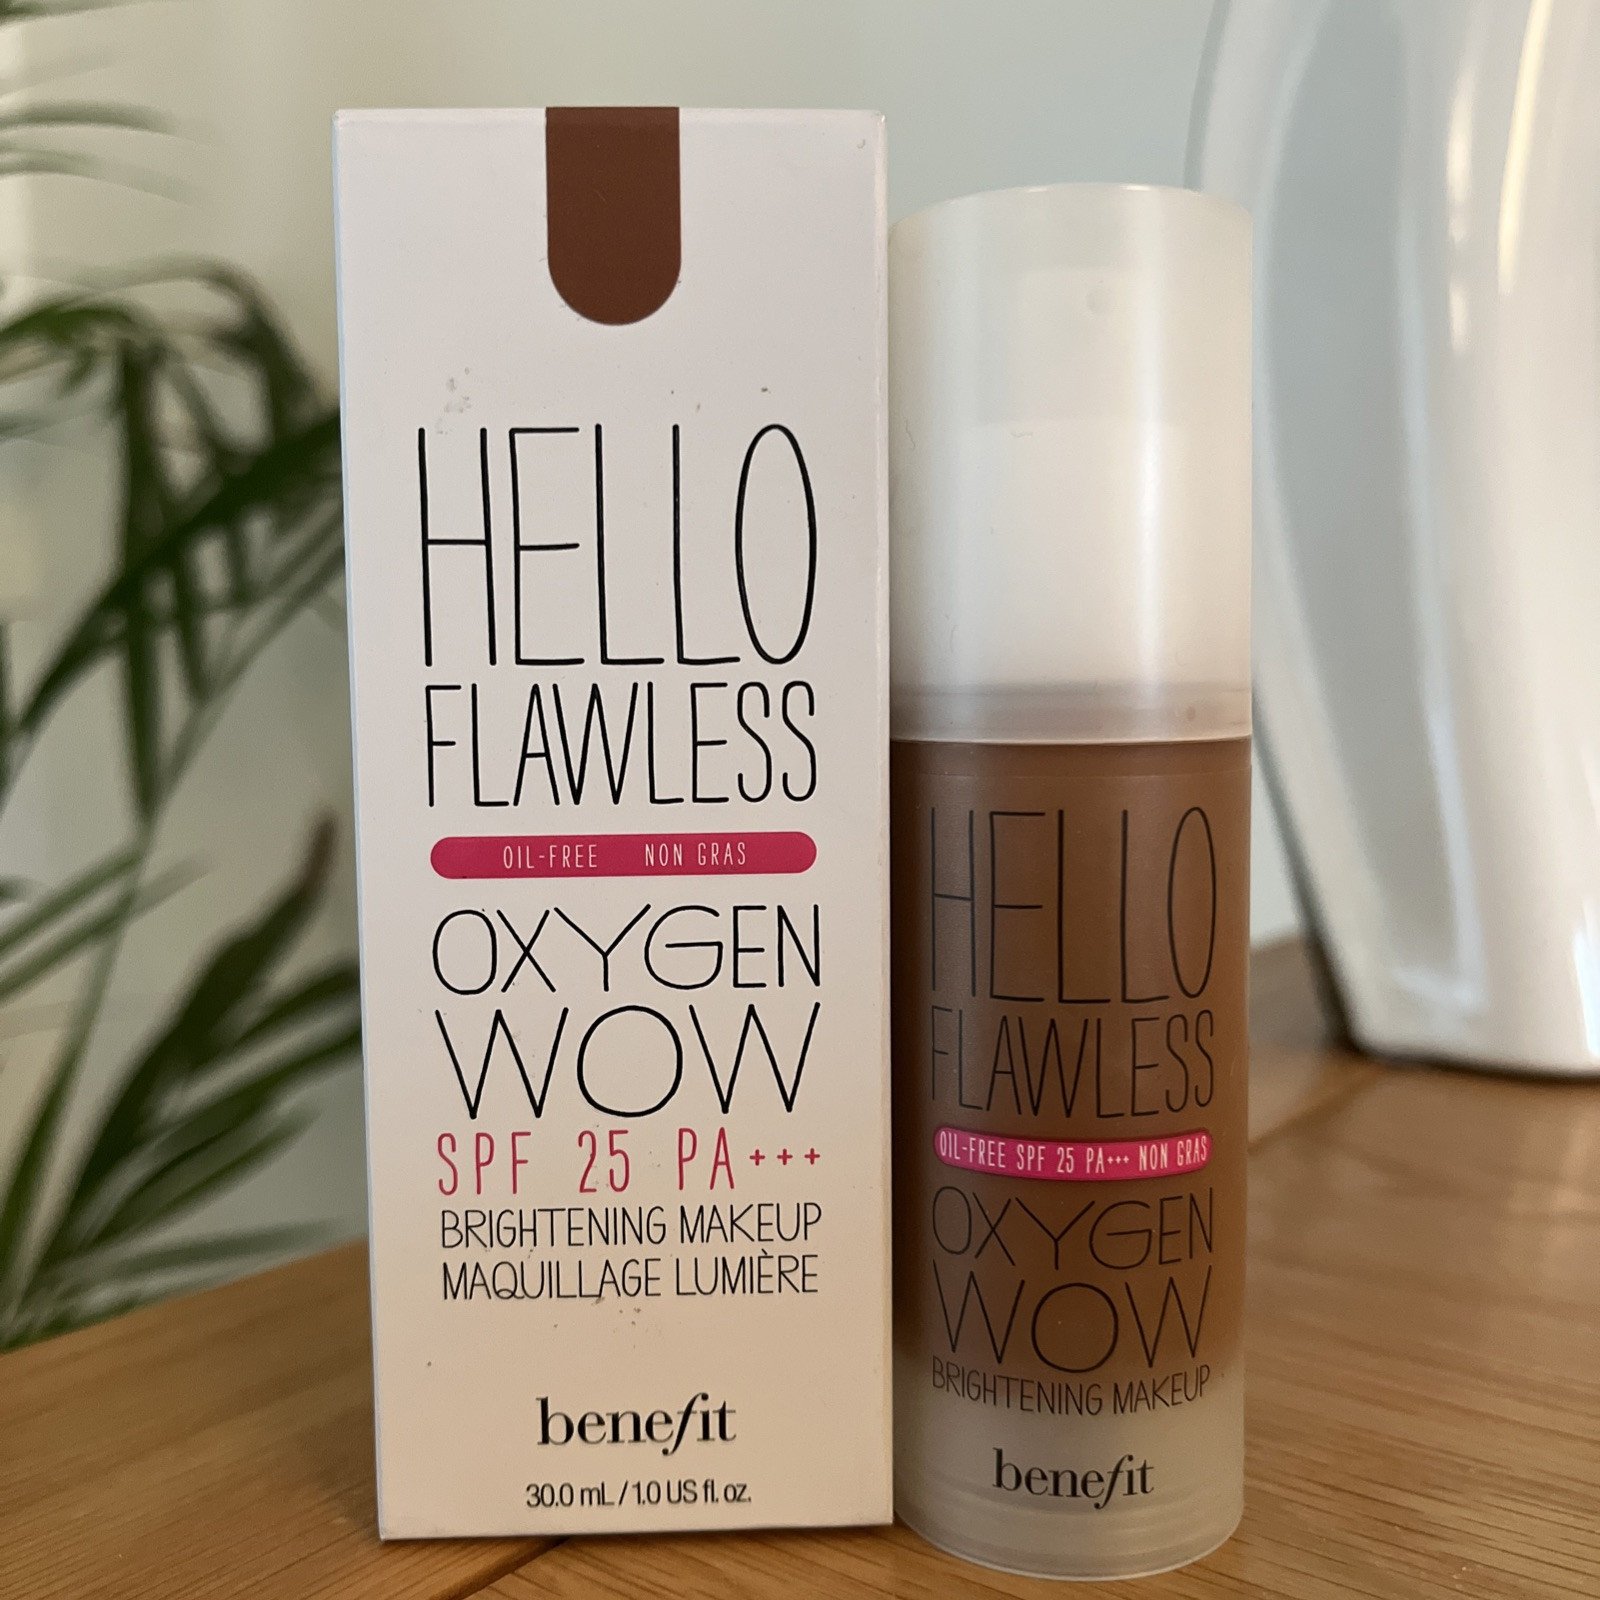 HELLO
FLAWLESS
OIL-FREE NON GRAS
OXYGEN
WOW
SPF 25 PA+++
BRIGHTENING MAKEUP
MAQUILLAGE LUMIÈRE
benefit
30.0 mL / 1.0 US fl. oz.
HELLO
FLAWLESS
OIL-FREE SPF 25 PA+++ NON GRAS
OXYGEN
WOW
BRIGHTENING MAKEUP
benefit